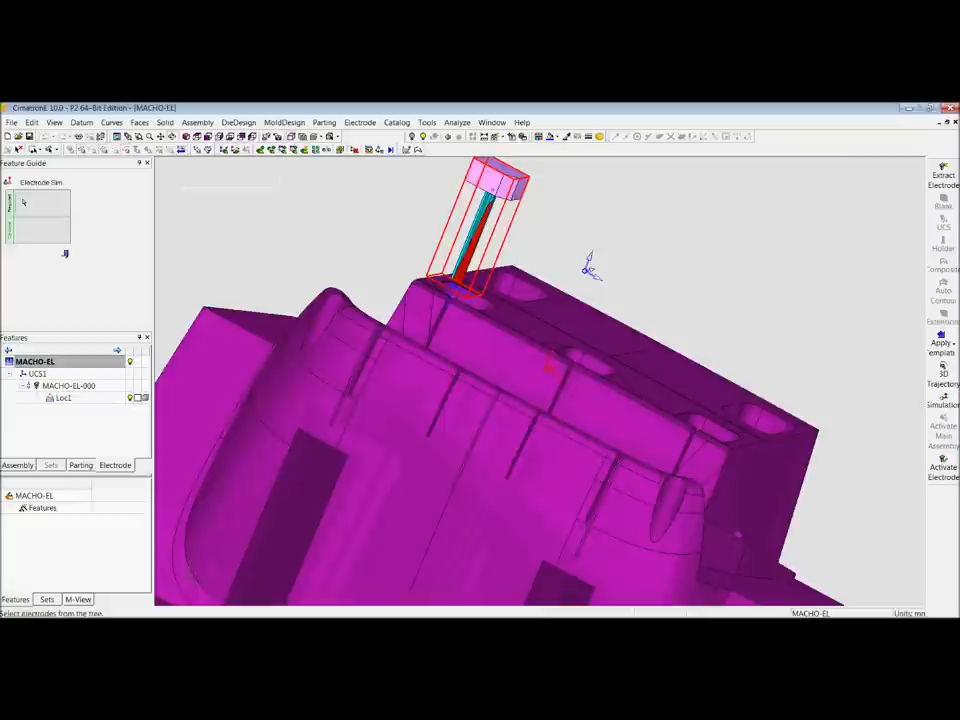 CimatronE 10.0 - P2 64-Bit Edition - [MACHO-EL]
File Edit View Datum Curves Faces Solid Assembly DieDesign MoldDesign Parting Electrode Catalog Tools Analyze Window Help
Feature Guide
Electrode Sim
Features
MACHO-EL
UCS1
MACHO-EL-000
Loc1
Assembly Sets Parting Electrode
MACHO-EL
Features
Features Sets M-View
Select electrodes from the tree.
MACHO-EL
Units: mm
Extract
Electrode
Blank
UCS
Holder
Composite
Auto
Contour
Extension
Apply
Templat
3D
Trajectory
Simulation
Activate
Main
Assembly
Activate
Electrode